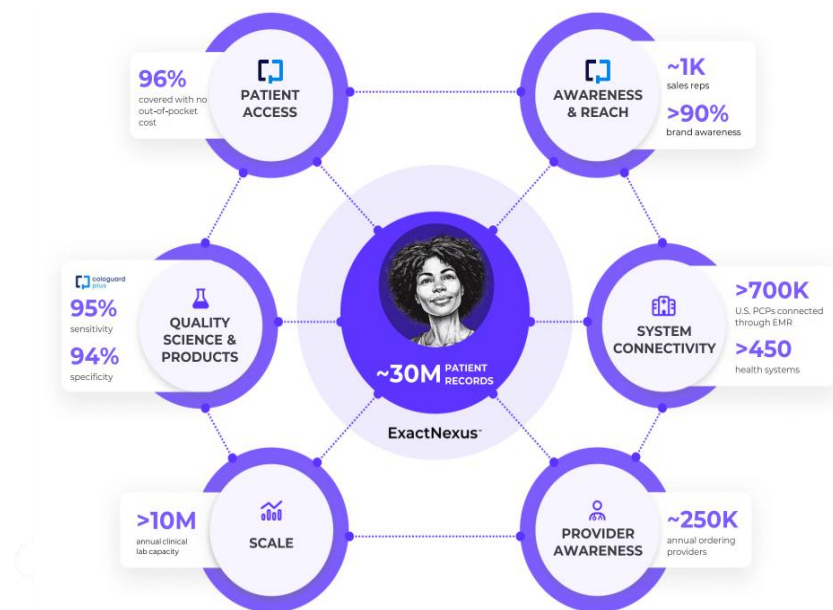 96%
covered with no
out-of-pocket
cost
PATIENT
ACCESS
AWARENESS
& REACH
~1K
sales reps
>90%
brand awareness
cologuard
plus
95%
sensitivity
94%
specificity
QUALITY
SCIENCE &
PRODUCTS
~30M PATIENT
RECORDS
ExactNexus™
SYSTEM
CONNECTIVITY
>700K
U.S. PCPs connected
through EMR
>450
health systems
>10M
annual clinical
lab capacity
SCALE
PROVIDER
AWARENESS
~250K
annual ordering
providers